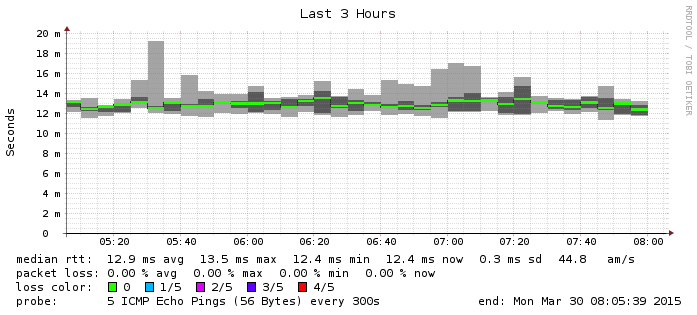 Last 3 Hours
RRDTOOL / TOBI OETIKER
Seconds
20 m
18 m
16 m
14 m
12 m
10 m
8 m
6 m
4 m
2 m
0
05:20 05:40 06:00 06:20 06:40 07:00 07:20 07:40 08:00
median rtt: 12.9 ms avg 13.5 ms max 12.4 ms min 12.4 ms now 0.3 ms sd 44.8 am/s
packet loss: 0.00 % avg 0.00 % max 0.00 % min 0.00 % now
loss color: 0 1/5 2/5 3/5 4/5
probe: 5 ICMP Echo Pings (56 Bytes) every 300s end: Mon Mar 30 08:05:39 2015